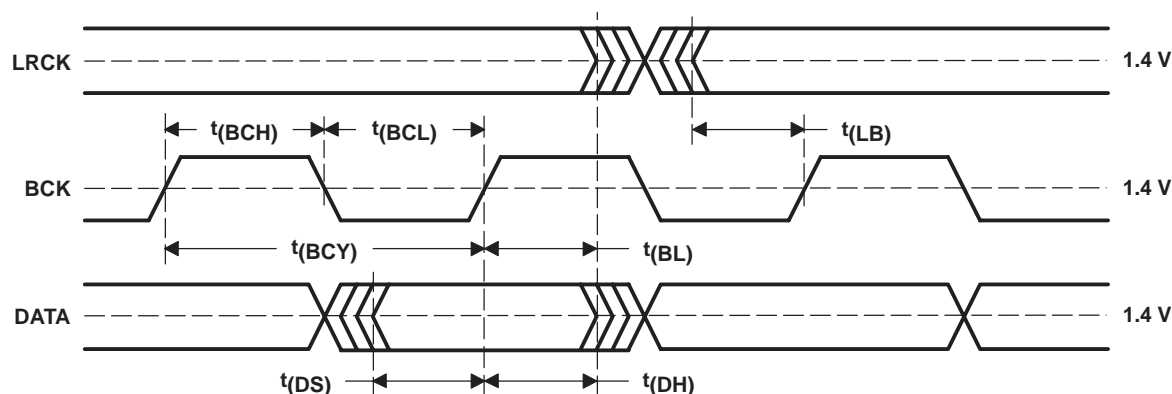 LRCK
1.4 V
t(BCH)
t(BCL)
t(LB)
BCK
1.4 V
t(BCY)
t(BL)
DATA
1.4 V
t(DS)
t(DH)